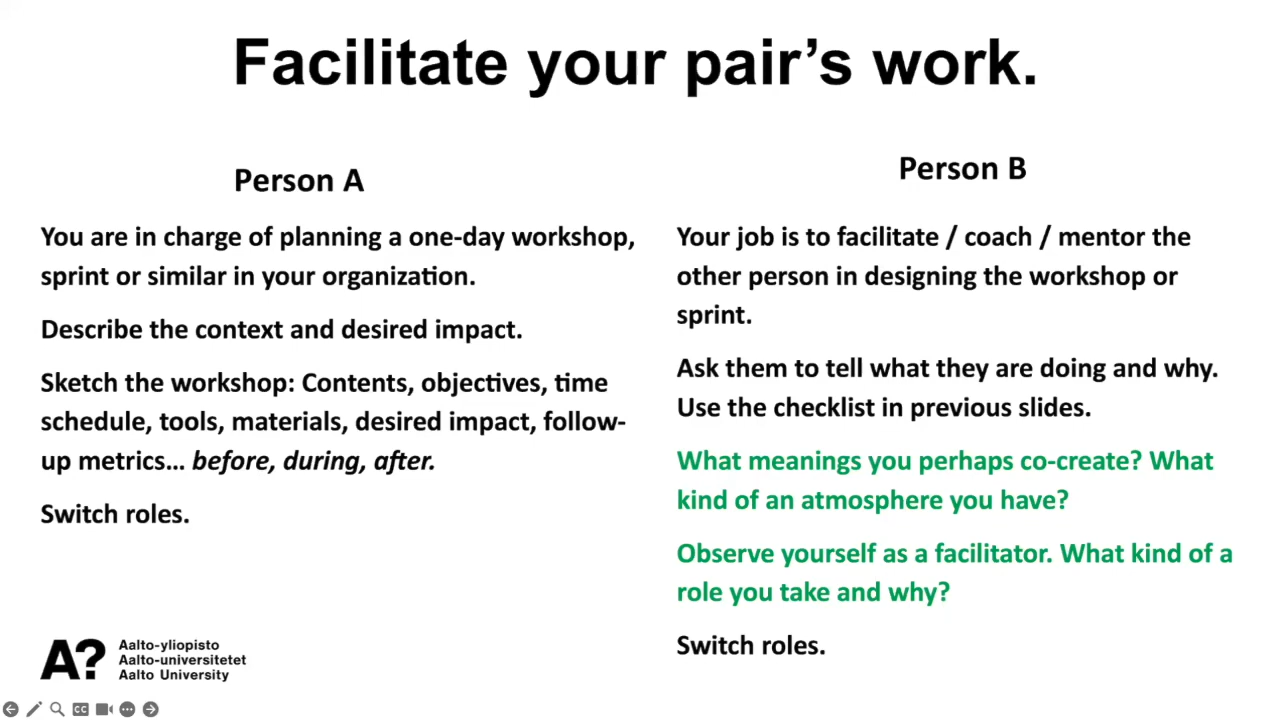 Facilitate your pair’s work.
Person A
You are in charge of planning a one-day workshop,
sprint or similar in your organization.
Describe the context and desired impact.
Sketch the workshop: Contents, objectives, time
schedule, tools, materials, desired impact, follow-
up metrics… before, during, after.
Switch roles.
Person B
Your job is to facilitate / coach / mentor the
other person in designing the workshop or
sprint.
Ask them to tell what they are doing and why.
Use the checklist in previous slides.
What meanings you perhaps co-create? What
kind of an atmosphere you have?
Observe yourself as a facilitator. What kind of a
role you take and why?
Switch roles.
A?
Aalto-yliopisto
Aalto-universitetet
Aalto University
CC